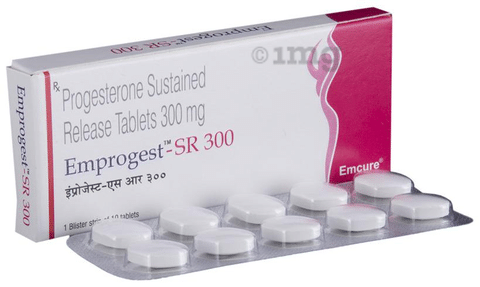 ©1mg
Rx
Progesterone Sustained
Release Tablets 300 mg
Emprogest™-SR 300
इंप्रोजेस्ट-एस आर ३००
Emcure®
1 Blister strip of 10 tablets
Emprogest™-SR 300